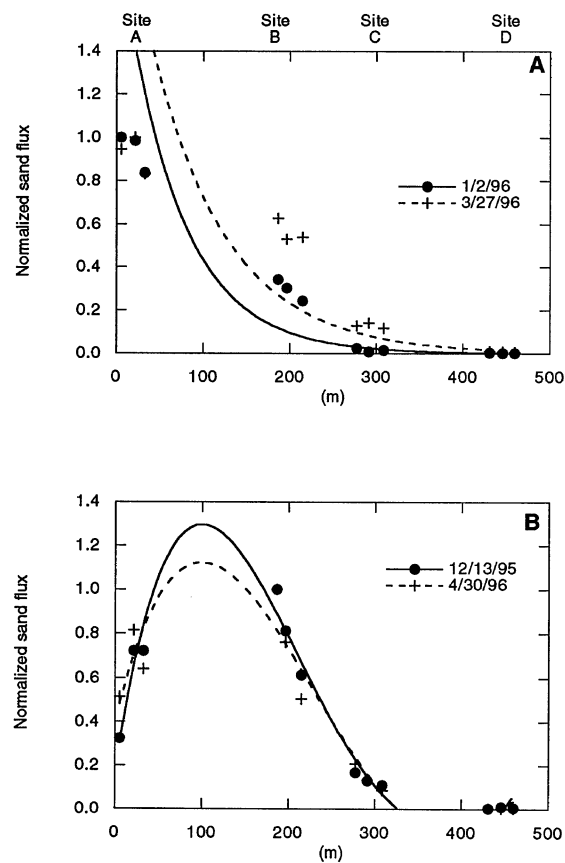 Site Site Site Site
A B C D
A
1.4
1.2
1.0
0.8
0.6
0.4
0.2
0.0
Normalized sand flux
1/2/96
3/27/96
0 100 200 300 400 500
(m)
B
1.4
1.2
1.0
0.8
0.6
0.4
0.2
0.0
Normalized sand flux
12/13/95
4/30/96
0 100 200 300 400 500
(m)